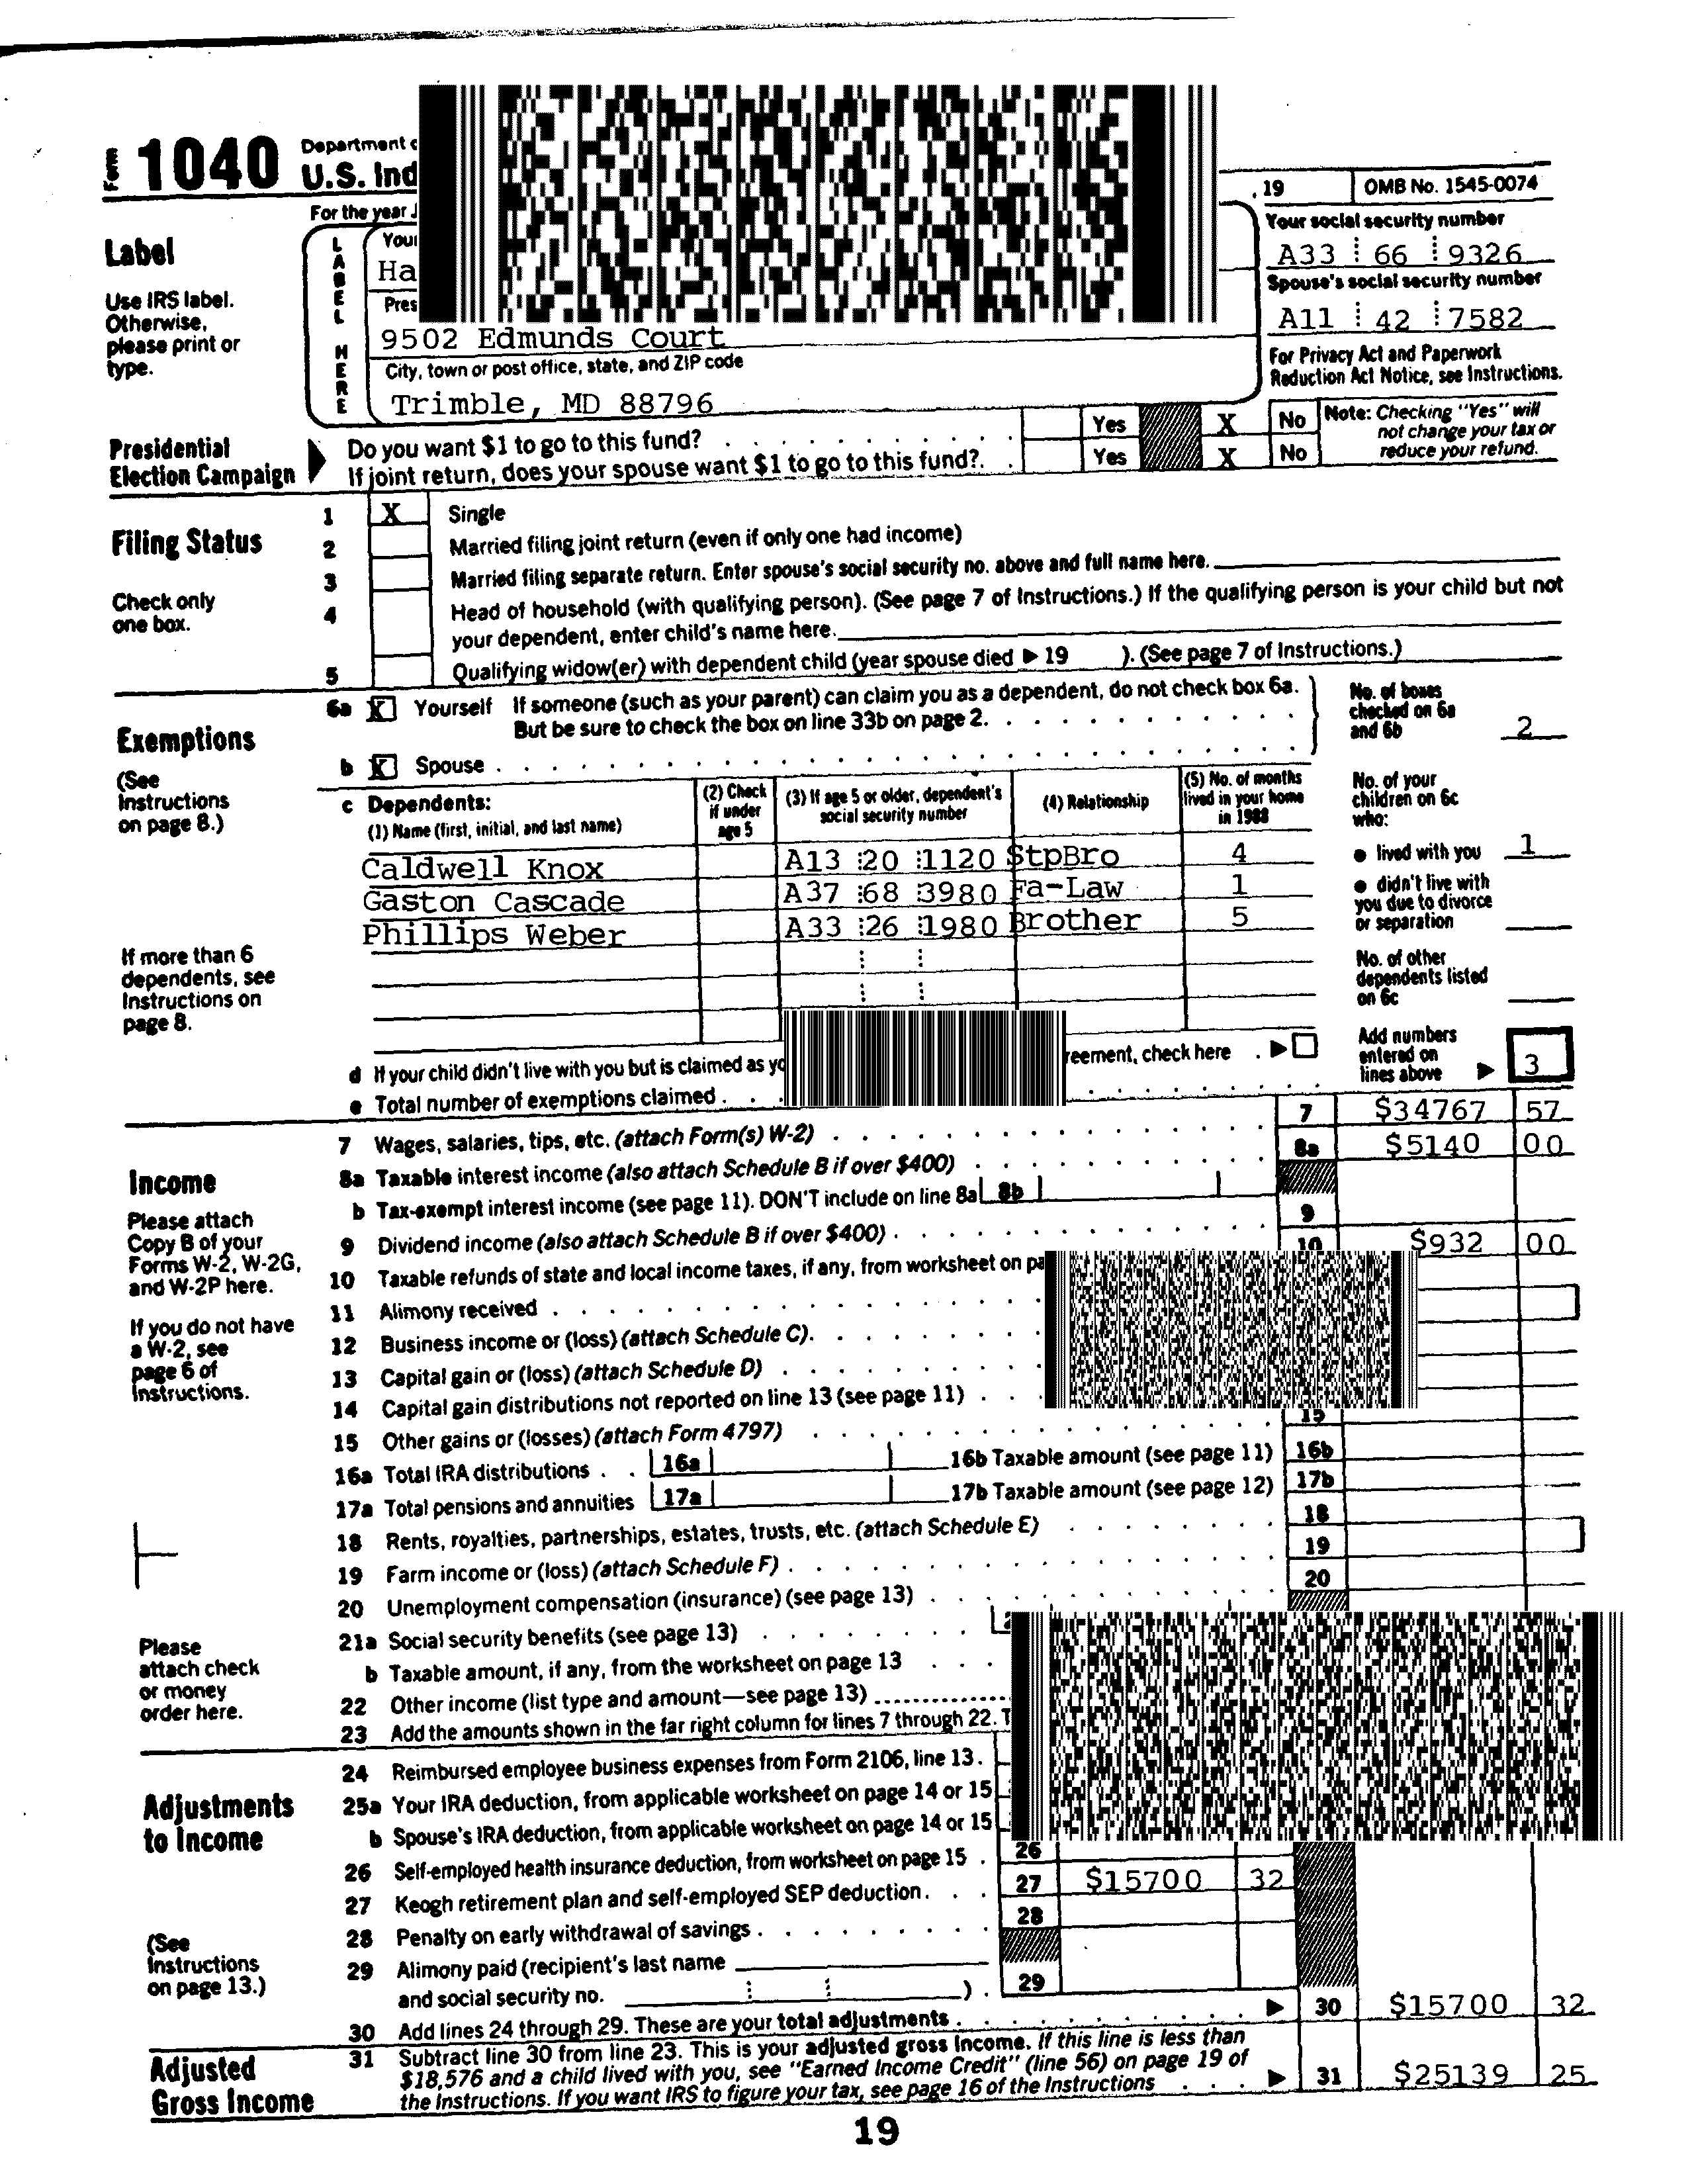 Form 1040 Department
U.S.
, 19 OMB No. 1545-0074
For the year
Label
LABEL HERE
Your social security number
A33 66 9326
Use IRS label. Otherwise, please print or type.
Spouse's social security number
9502 Edmunds Court
A11 42 7582
City, town or post office, state, and ZIP code
Trimble, MD 88796
For Privacy Act and Paperwork Reduction Act Notice, see Instructions.
Presidential Election Campaign
Do you want $1 to go to this fund? Yes X No
If joint return, does your spouse want $1 to go to this fund?. Yes X No
Note: Checking "Yes" will not change your tax or reduce your refund.
Filing Status
Check only one box.
1 X Single
2 Married filing joint return (even if only one had income)
3 Married filing separate return. Enter spouse's social security no. above and full name here.
4 Head of household (with qualifying person). (See page 7 of Instructions.) If the qualifying person is your child but not
your dependent, enter child's name here.
5 Qualifying widow(er) with dependent child (year spouse died ▶ 19 ). (See page 7 of Instructions.)
Exemptions
(See Instructions on page 8.)
6a X Yourself If someone (such as your parent) can claim you as a dependent, do not check box 6a.
But be sure to check the box on line 33b on page 2.
b X Spouse
No. of boxes checked on 6a and 6b 2
c Dependents:
(1) Name (first, initial, and last name)
(2) Check if under age 5
(3) If age 5 or older, dependent's social security number
(4) Relationship
(5) No. of months lived in your home in 1988
Caldwell Knox A13 20 1120 StpBro 4
Gaston Cascade A37 68 3980 Fa-Law 1
Phillips Weber A33 26 1980 Brother 5
No. of your children on 6c who:
● lived with you 1
● didn't live with you due to divorce or separation
No. of other dependents listed on 6c
If more than 6 dependents, see Instructions on page 8.
d If your child didn't live with you but is claimed as
check here ▶
e Total number of exemptions claimed
Add numbers entered on lines above ▶ 3
Income
Please attach Copy B of your Forms W-2, W-2G, and W-2P here.
If you do not have a W-2, see page 6 of Instructions.
Please attach check or money order here.
7 Wages, salaries, tips, etc. (attach Form(s) W-2) 7 $34767 57
8a Taxable interest income (also attach Schedule B if over $400) 8a $5140 00
b Tax-exempt interest income (see page 11). DON'T include on line 8a 8b
9 Dividend income (also attach Schedule B if over $400) 9
10 Taxable refunds of state and local income taxes, if any, from worksheet on 10 $932 00
11 Alimony received
12 Business income or (loss) (attach Schedule C).
13 Capital gain or (loss) (attach Schedule D)
14 Capital gain distributions not reported on line 13 (see page 11)
15 Other gains or (losses) (attach Form 4797) 15
16a Total IRA distributions 16a 16b Taxable amount (see page 11) 16b
17a Total pensions and annuities 17a 17b Taxable amount (see page 12) 17b
18 Rents, royalties, partnerships, estates, trusts, etc. (attach Schedule E) 18
19 Farm income or (loss) (attach Schedule F) 19
20 Unemployment compensation (insurance) (see page 13) 20
21a Social security benefits (see page 13)
b Taxable amount, if any, from the worksheet on page 13
22 Other income (list type and amount—see page 13)
23 Add the amounts shown in the far right column for lines 7 through 22.
Adjustments to Income
(See Instructions on page 13.)
24 Reimbursed employee business expenses from Form 2106, line 13.
25a Your IRA deduction, from applicable worksheet on page 14 or 15
b Spouse's IRA deduction, from applicable worksheet on page 14 or 15
26 Self-employed health insurance deduction, from worksheet on page 15 26
27 Keogh retirement plan and self-employed SEP deduction 27 $15700 32
28 Penalty on early withdrawal of savings 28
29 Alimony paid (recipient's last name
and social security no. ) 29
30 Add lines 24 through 29. These are your total adjustments ▶ 30 $15700 32
Adjusted Gross Income
31 Subtract line 30 from line 23. This is your adjusted gross income. If this line is less than
$18,576 and a child lived with you, see "Earned Income Credit" (line 56) on page 19 of
the Instructions. If you want IRS to figure your tax, see page 16 of the Instructions ▶ 31 $25139 25
19